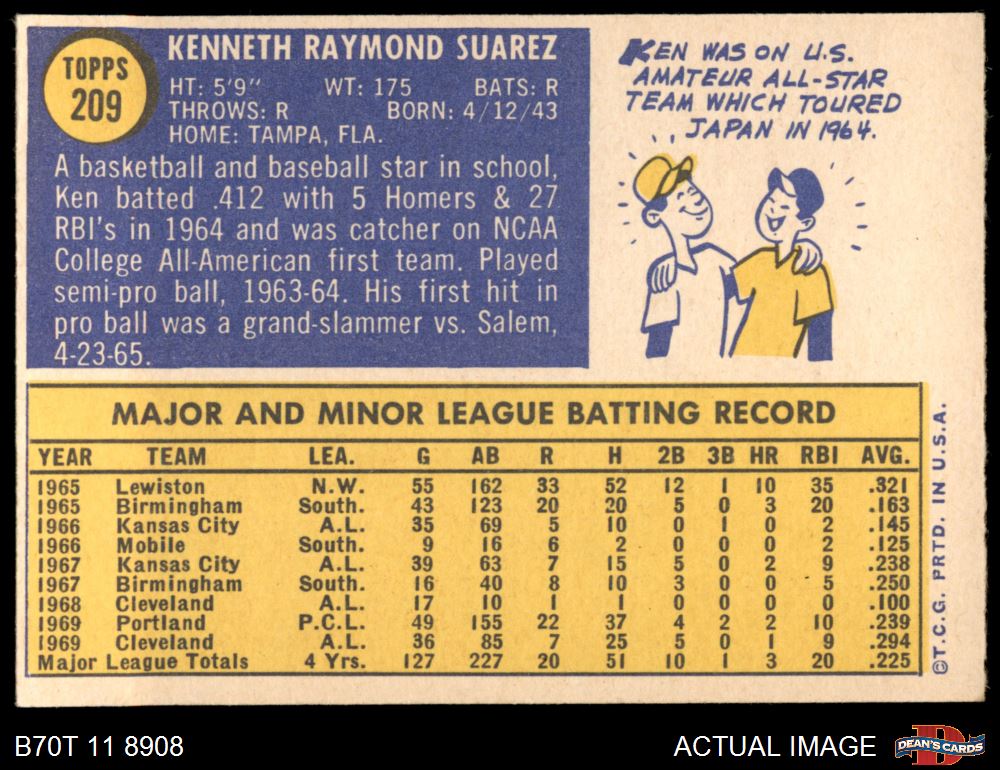 TOPPS
209
KENNETH RAYMOND SUAREZ
HT: 5'9" WT: 175 BATS: R
THROWS: R BORN: 4/12/43
HOME: TAMPA, FLA.
A basketball and baseball star in school,
Ken batted .412 with 5 Homers & 27
RBI's in 1964 and was catcher on NCAA
College All-American first team. Played
semi-pro ball, 1963-64. His first hit in
pro ball was a grand-slammer vs. Salem,
4-23-65.
KEN WAS ON U.S.
AMATEUR ALL-STAR
TEAM WHICH TOURED
JAPAN IN 1964.
MAJOR AND MINOR LEAGUE BATTING RECORD
YEAR TEAM LEA. G AB R H 2B 3B HR RBI AVG.
1965 Lewiston N.W. 55 162 33 52 12 1 10 35 .321
1965 Birmingham South. 43 123 20 20 5 0 3 20 .163
1966 Kansas City A.L. 35 69 5 10 0 1 0 2 .145
1966 Mobile South. 9 16 6 2 0 0 0 2 .125
1967 Kansas City A.L. 39 63 7 15 5 0 2 9 .238
1967 Birmingham South. 16 40 8 10 3 0 0 5 .250
1968 Cleveland A.L. 17 10 1 1 0 0 0 0 .100
1969 Portland P.C.L. 49 155 22 37 4 2 2 10 .239
1969 Cleveland A.L. 36 85 7 25 5 0 1 9 .294
Major League Totals 4 Yrs. 127 227 20 51 10 1 3 20 .225
©T.C.G. PRTD. IN U.S.A.
B70T 11 8908
ACTUAL IMAGE
D
DEAN'S CARDS